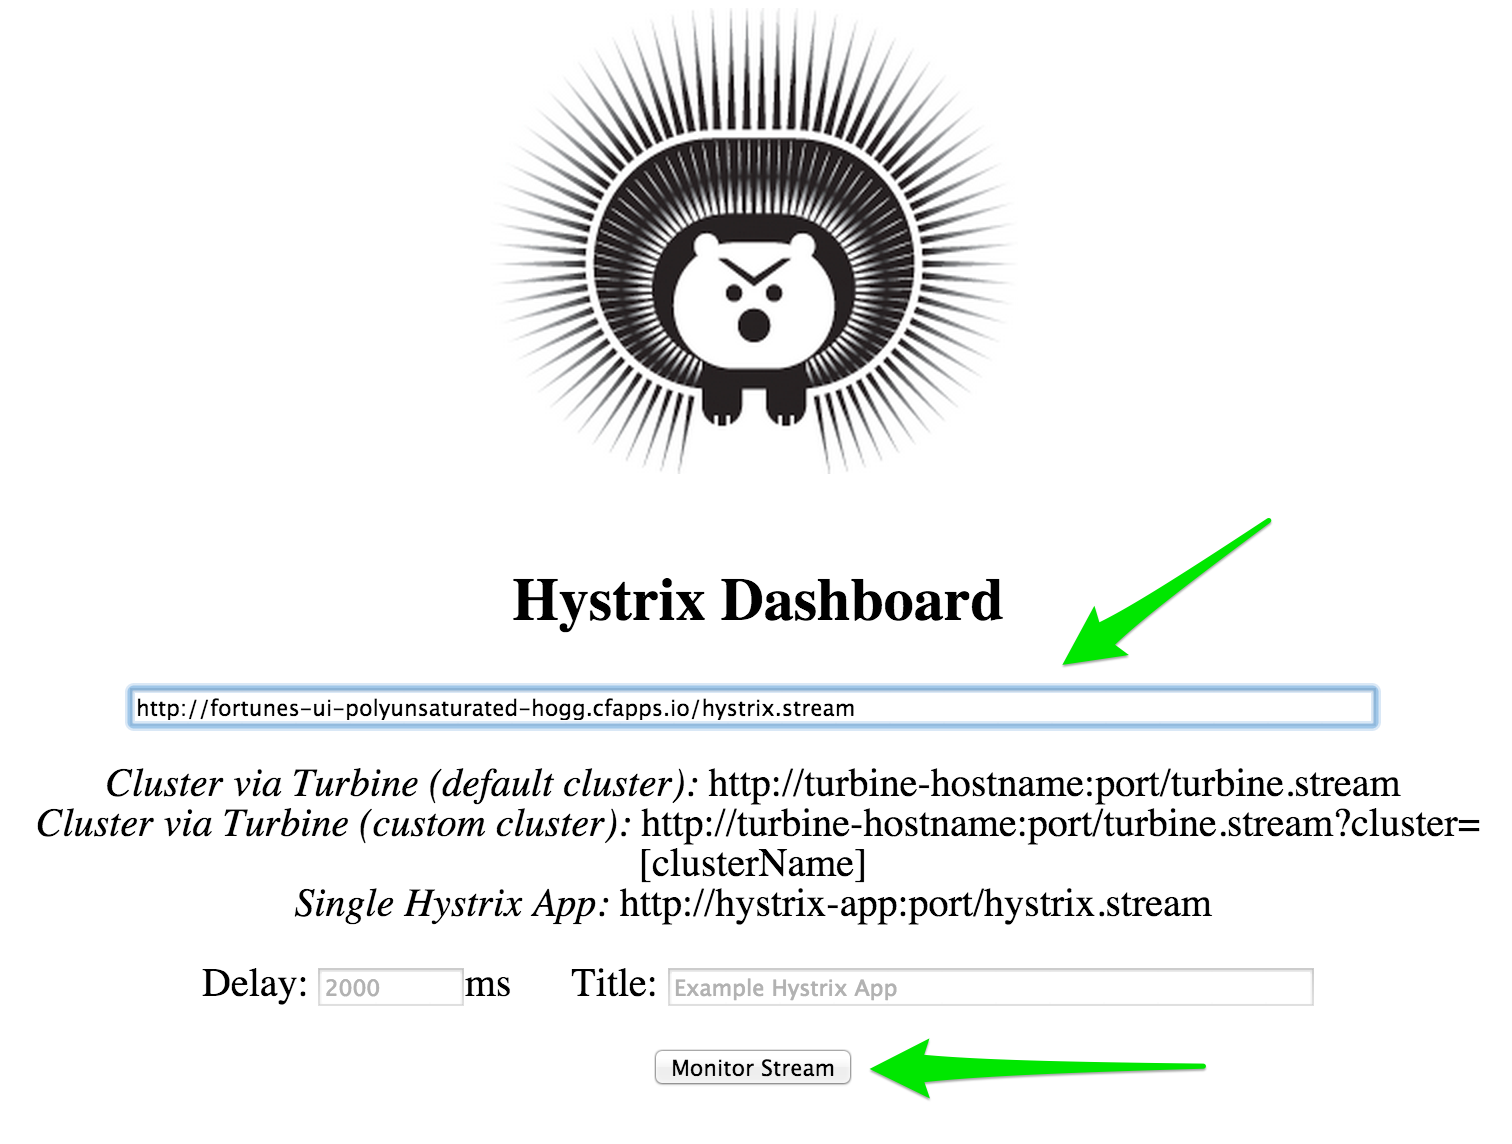 Hystrix Dashboard
http://fortunes-ui-polyunsaturated-hogg.cfapps.io/hystrix.stream
Cluster via Turbine (default cluster): http://turbine-hostname:port/turbine.stream
Cluster via Turbine (custom cluster): http://turbine-hostname:port/turbine.stream?cluster=
[clusterName]
Single Hystrix App: http://hystrix-app:port/hystrix.stream
Delay: 2000 ms Title: Example Hystrix App
Monitor Stream